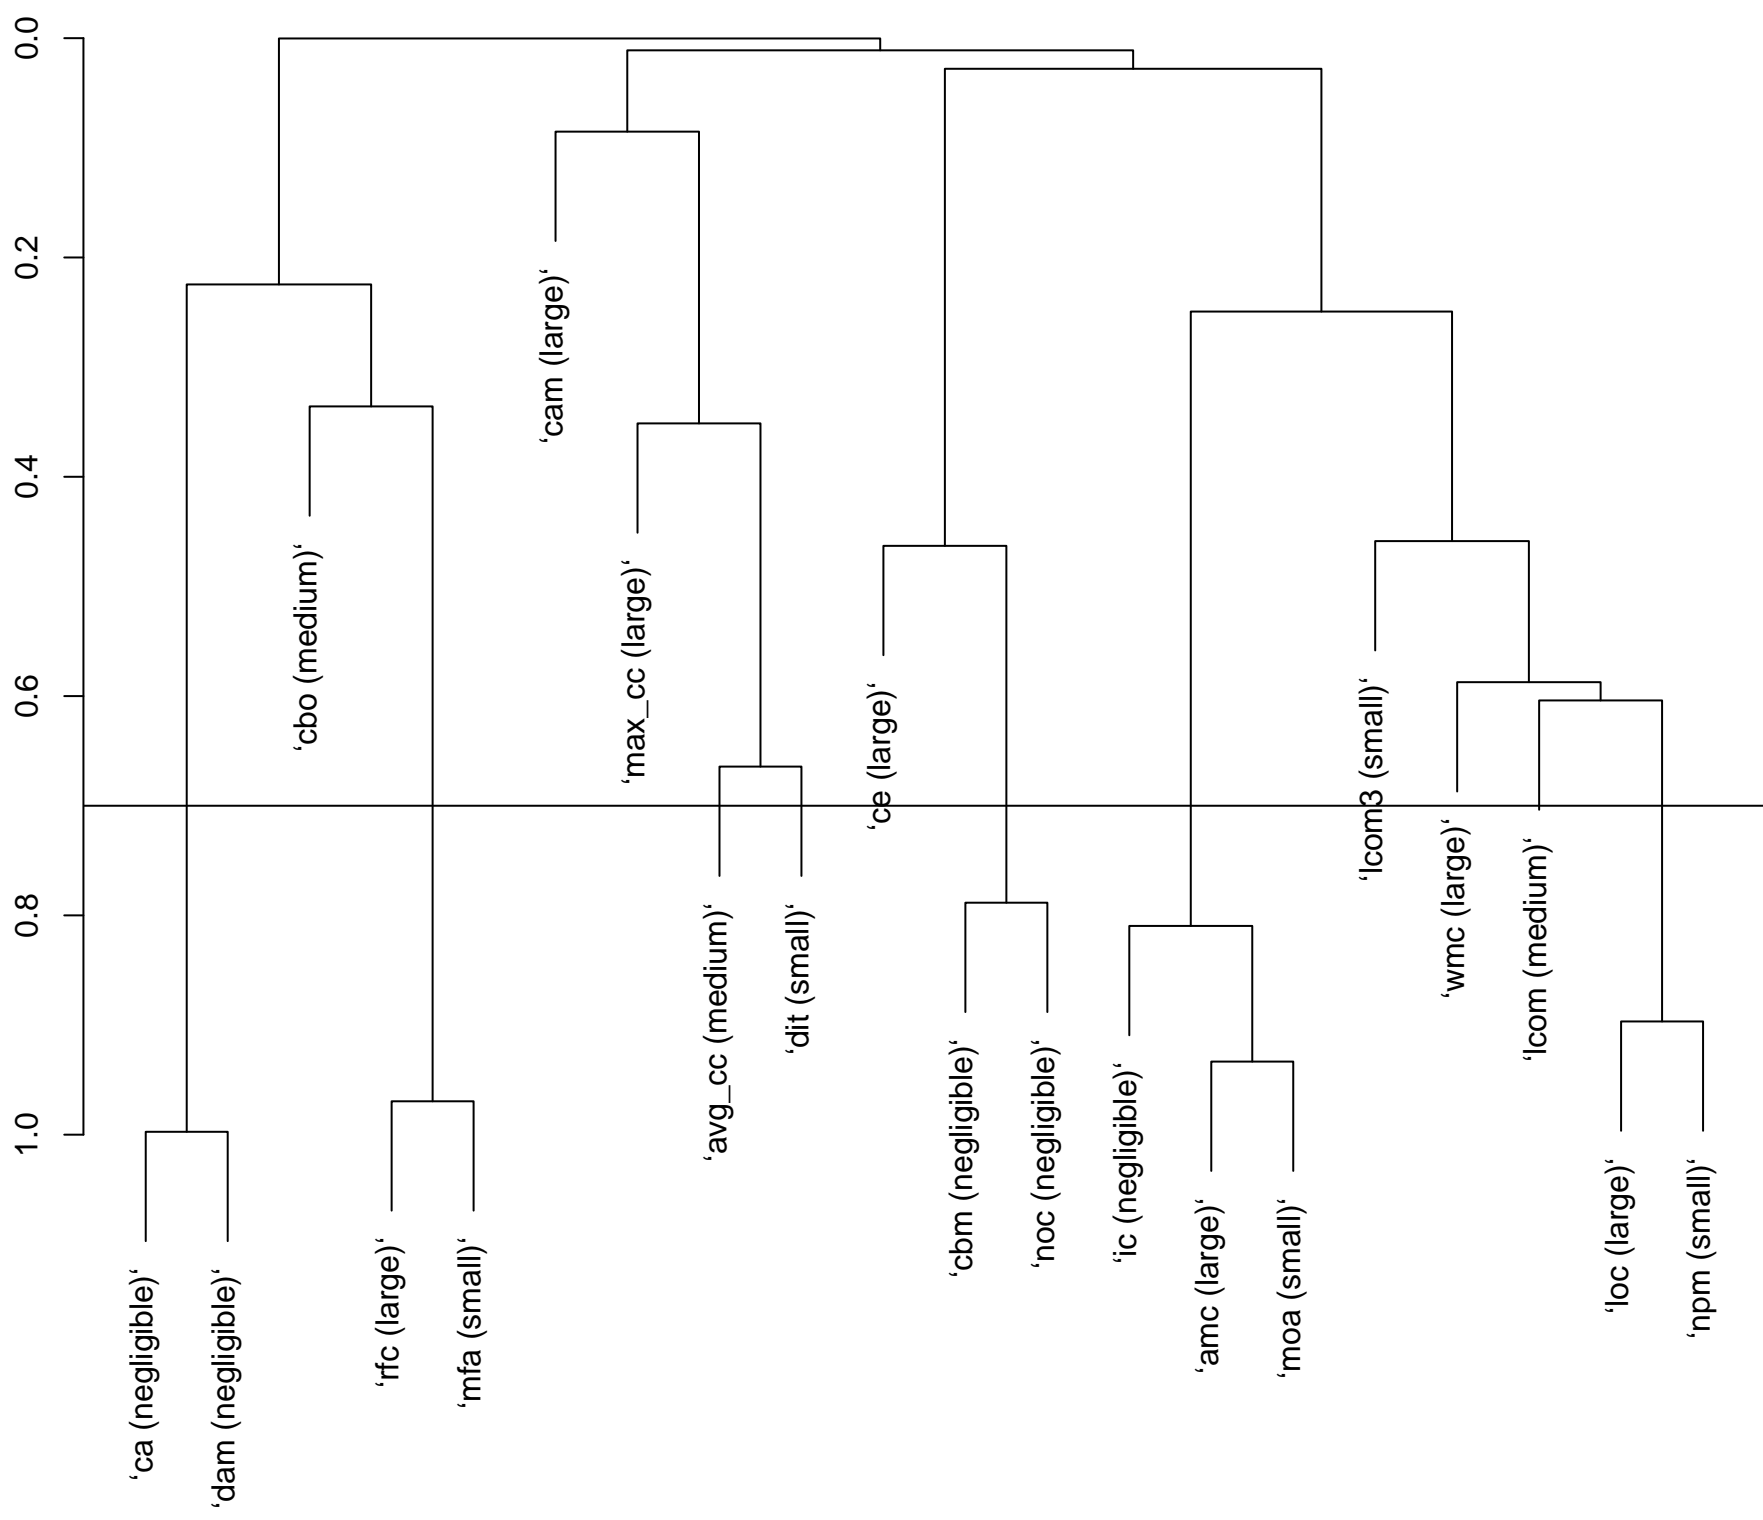 0.0
0.2
0.4
0.6
0.8
1.0
‘ca (negligible)‘
‘dam (negligible)‘
‘cbo (medium)‘
‘rfc (large)‘
‘mfa (small)‘
‘cam (large)‘
‘max_cc (large)‘
‘avg_cc (medium)‘
‘dit (small)‘
‘ce (large)‘
‘cbm (negligible)‘
‘noc (negligible)‘
‘ic (negligible)‘
‘amc (large)‘
‘moa (small)‘
‘lcom3 (small)‘
‘wmc (large)‘
‘lcom (medium)‘
‘loc (large)‘
‘npm (small)‘